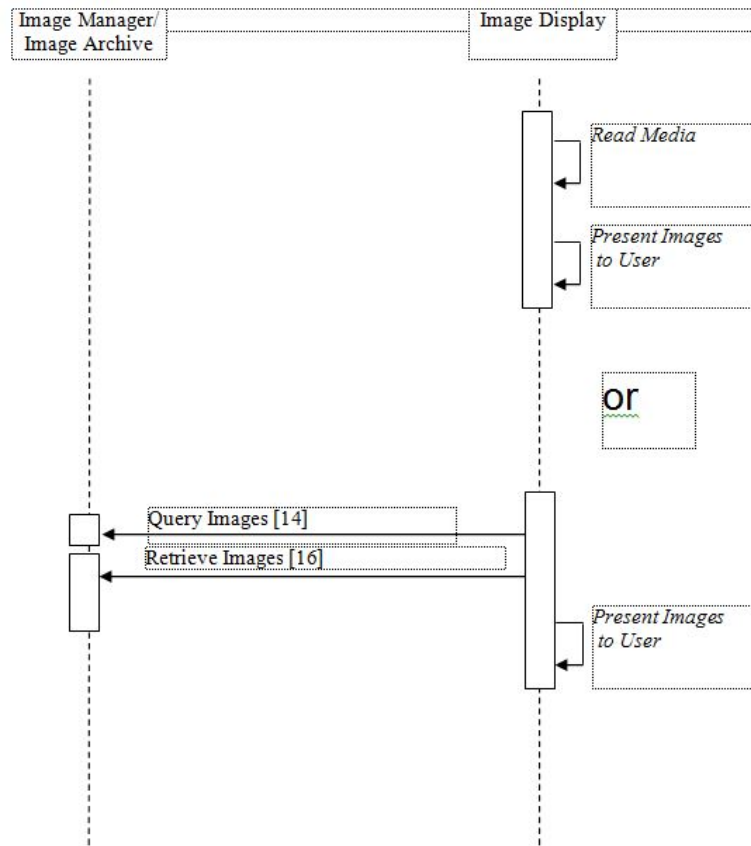 Image Manager/
Image Archive
Image Display
Read Media
Present Images
to User
or
Query Images [14]
Retrieve Images [16]
Present Images
to User